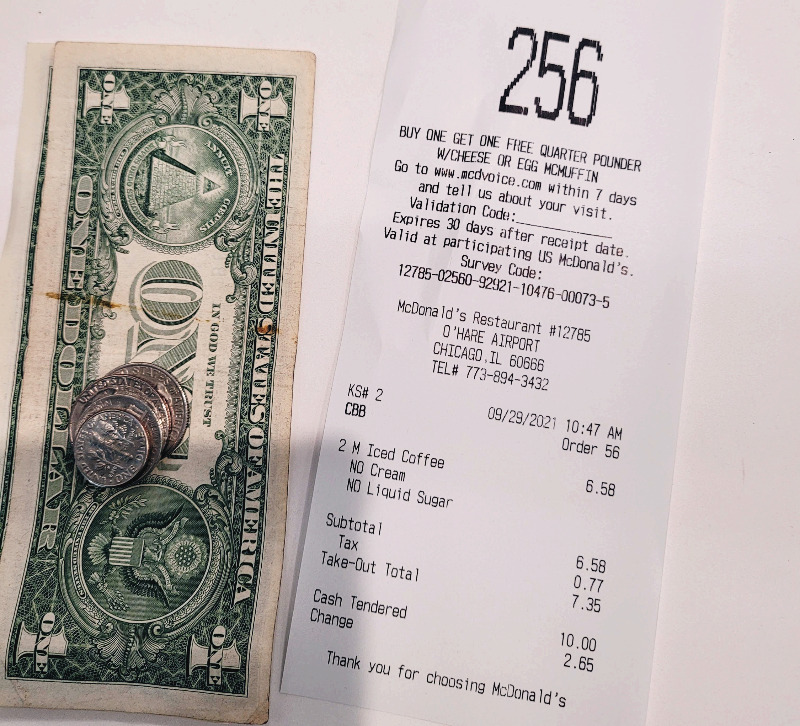 ONE
ONE
ANNUIT
COEPTIS
THE UNITED STATES OF AMERICA
ONE
IN GOD WE TRUST
ONE DOLLAR
ONE
ONE
256
BUY ONE GET ONE FREE QUARTER POUNDER
W/CHEESE OR EGG MCMUFFIN
Go to www.mcdvoice.com within 7 days
and tell us about your visit.
Validation Code:____________
Expires 30 days after receipt date.
Valid at participating US McDonald's.
Survey Code:
12785-02560-92921-10476-00073-5
McDonald's Restaurant #12785
O'HARE AIRPORT
CHICAGO,IL 60666
TEL# 773-894-3432
KS# 2 09/29/2021 10:47 AM
CBB Order 56
2 M Iced Coffee 6.58
NO Cream
NO Liquid Sugar
Subtotal 6.58
Tax 0.77
Take-Out Total 7.35
Cash Tendered 10.00
Change 2.65
Thank you for choosing McDonald's